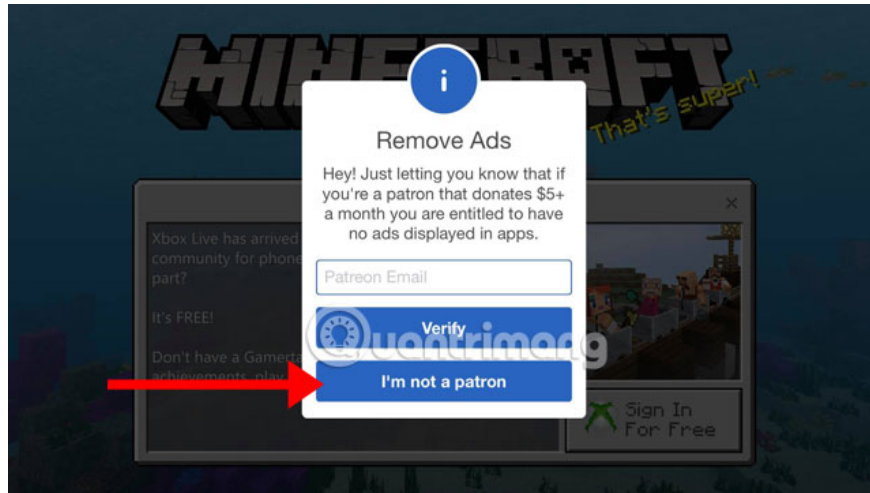 MINECRAFT
That's super!
i
Remove Ads
Hey! Just letting you know that if
you're a patron that donates $5+
a month you are entitled to have
no ads displayed in apps.
Patreon Email
Verify
I'm not a patron
Quantrimang
Xbox Live has arrived
community for phone
part?
It's FREE!
Don't have a Gamerta
achievements, play
Sign In
For Free